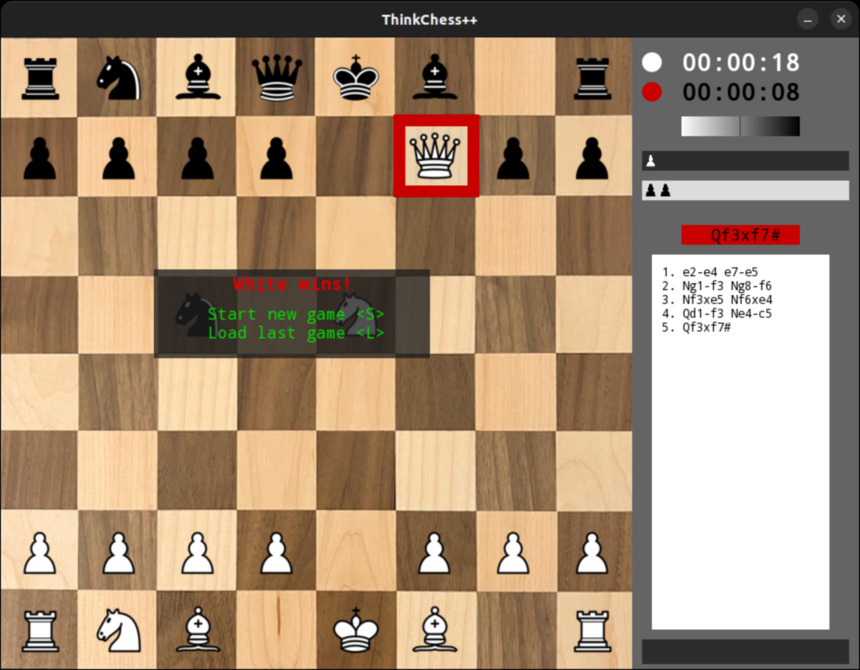 ThinkChess++
00:00:18
00:00:08
Qf3xf7#
1. e2-e4 e7-e5
2. Ng1-f3 Ng8-f6
3. Nf3xe5 Nf6xe4
4. Qd1-f3 Ne4-c5
5. Qf3xf7#
White wins!
Start new game <S>
Load last game <L>